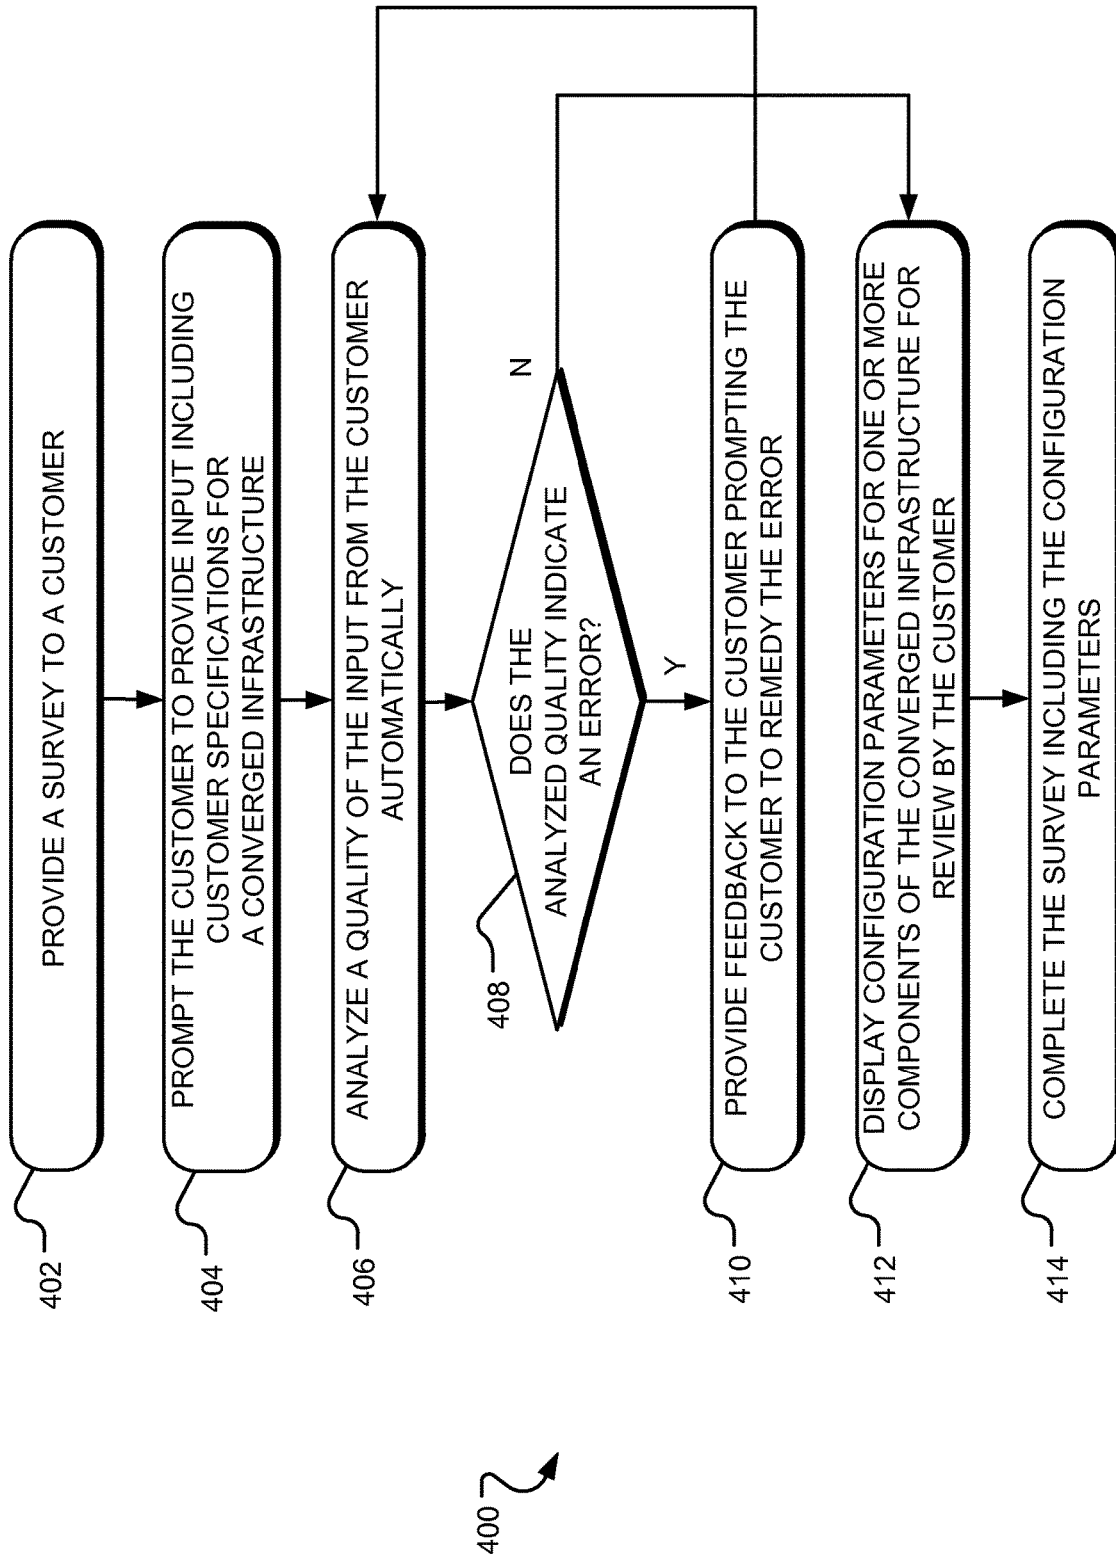 400
402
PROVIDE A SURVEY TO A CUSTOMER
404
PROMPT THE CUSTOMER TO PROVIDE INPUT INCLUDING
CUSTOMER SPECIFICATIONS FOR
A CONVERGED INFRASTRUCTURE
406
ANALYZE A QUALITY OF THE INPUT FROM THE CUSTOMER
AUTOMATICALLY
408
DOES THE
ANALYZED QUALITY INDICATE
AN ERROR?
N
Y
410
PROVIDE FEEDBACK TO THE CUSTOMER PROMPTING THE
CUSTOMER TO REMEDY THE ERROR
412
DISPLAY CONFIGURATION PARAMETERS FOR ONE OR MORE
COMPONENTS OF THE CONVERGED INFRASTRUCTURE FOR
REVIEW BY THE CUSTOMER
414
COMPLETE THE SURVEY INCLUDING THE CONFIGURATION
PARAMETERS